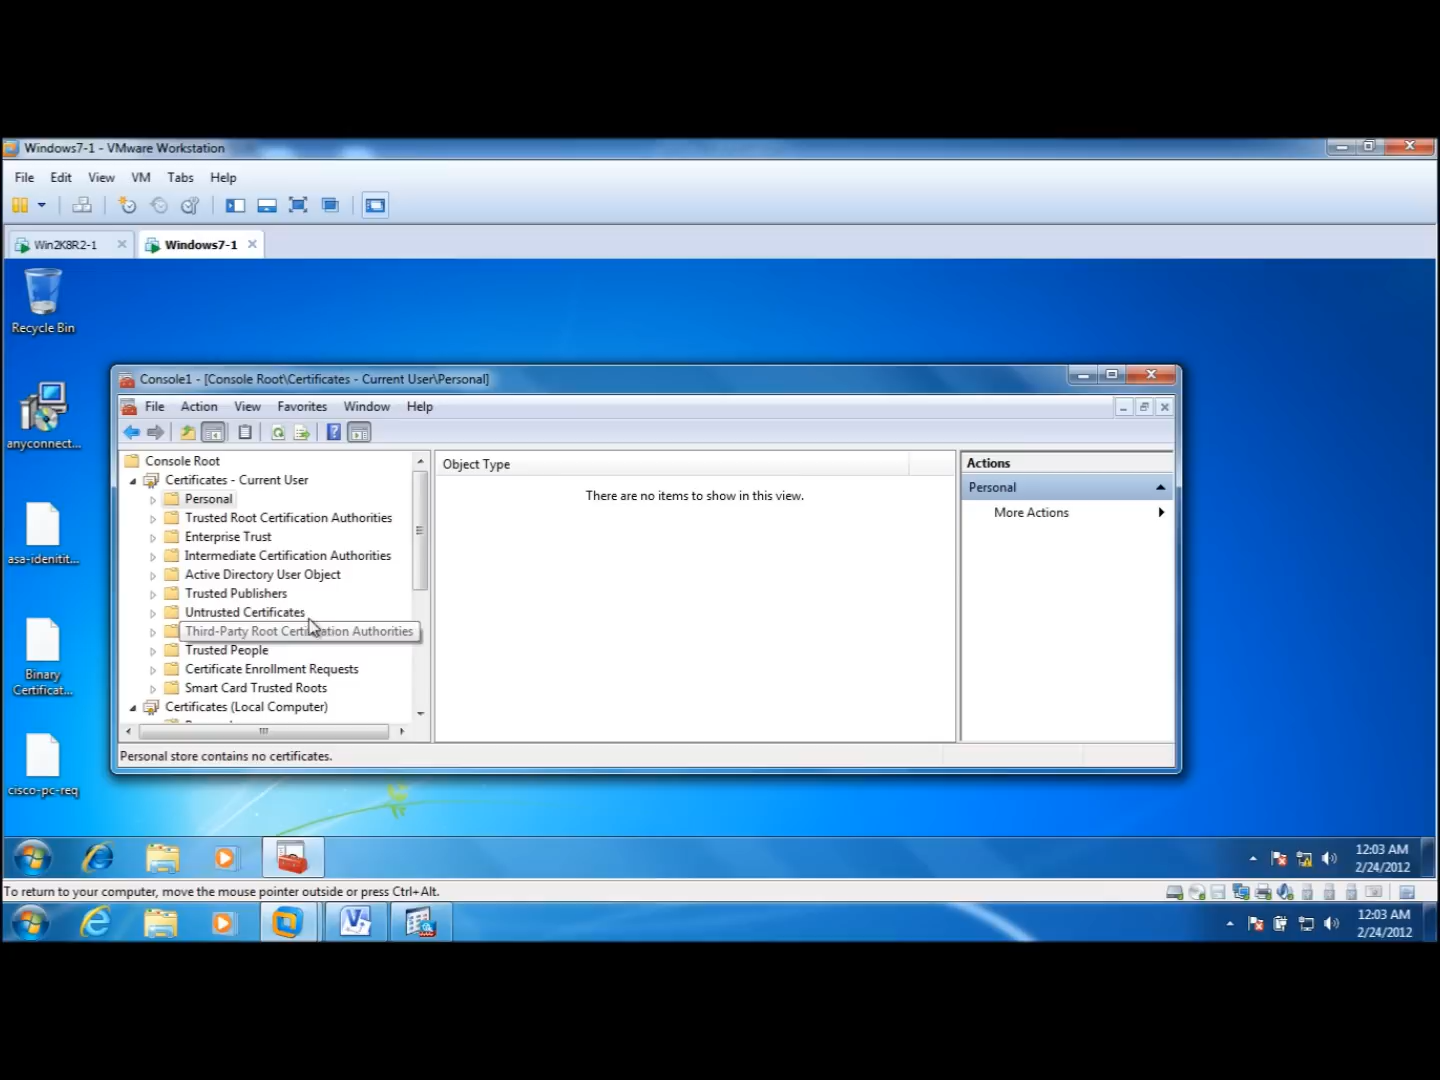 Windows7-1 - VMware Workstation
File Edit View VM Tabs Help
Win2K8R2-1 Windows7-1
Recycle Bin
anyconnect...
asa-idenitit...
Binary
Certificat...
cisco-pc-req
Console1 - [Console Root\Certificates - Current User\Personal]
File Action View Favorites Window Help
Console Root
Certificates - Current User
Personal
Trusted Root Certification Authorities
Enterprise Trust
Intermediate Certification Authorities
Active Directory User Object
Trusted Publishers
Untrusted Certificates
Third-Party Root Certification Authorities
Trusted People
Certificate Enrollment Requests
Smart Card Trusted Roots
Certificates (Local Computer)
Object Type
There are no items to show in this view.
Actions
Personal
More Actions
Personal store contains no certificates.
12:03 AM
2/24/2012
To return to your computer, move the mouse pointer outside or press Ctrl+Alt.
12:03 AM
2/24/2012